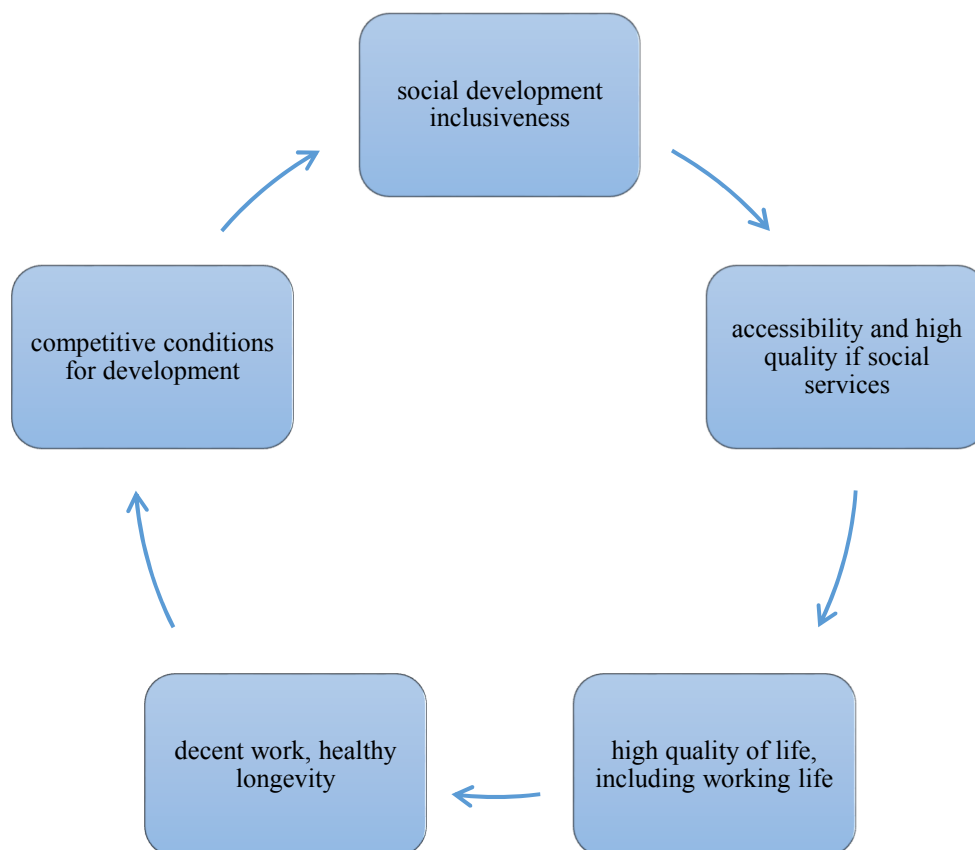 social development
inclusiveness
accessibility and high
quality if social
services
high quality of life,
including working life
decent work, healthy
longevity
competitive conditions
for development